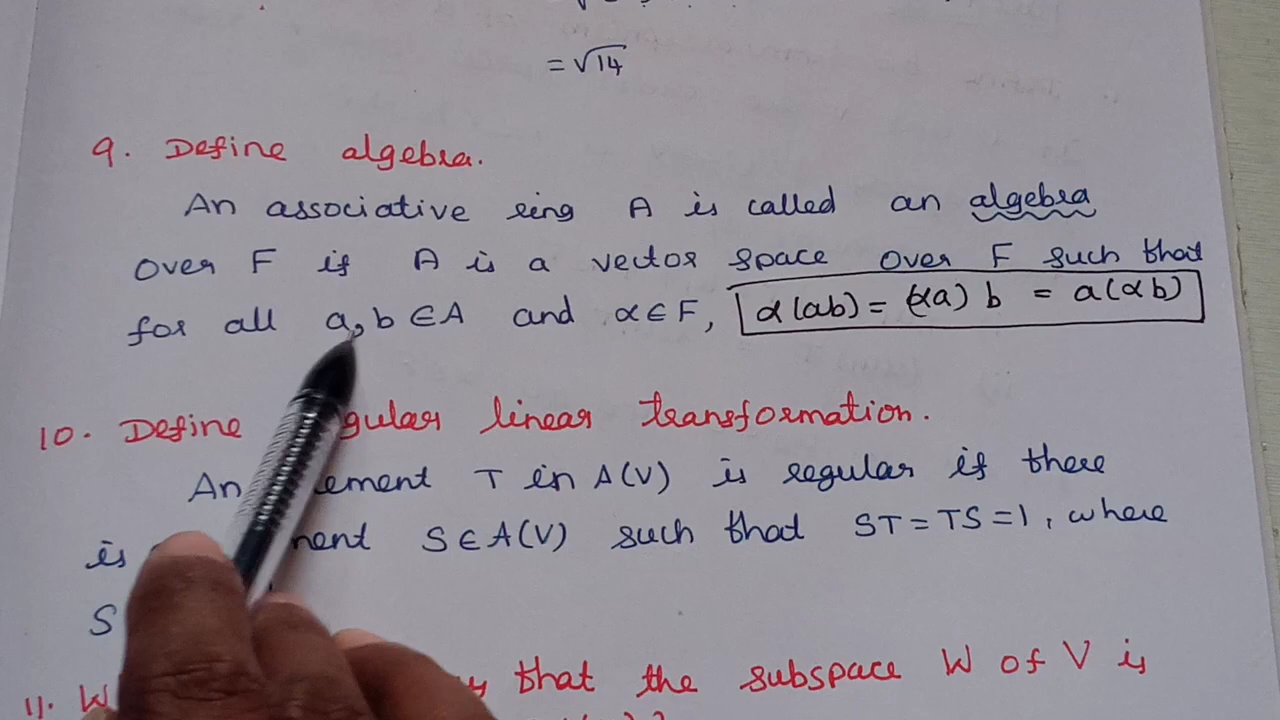 = √14
9. Define algebra.
An associative ring A is called an algebra
over F if A is a vector space over F such that
for all a, b ∈ A and α ∈ F, α(ab) = (αa) b = a(αb)
10. Define gular linear transformation.
An ement T in A(V) is regular if there
is nent S ∈ A(V) such that ST = TS = 1, where
S
11. W that the subspace W of V is